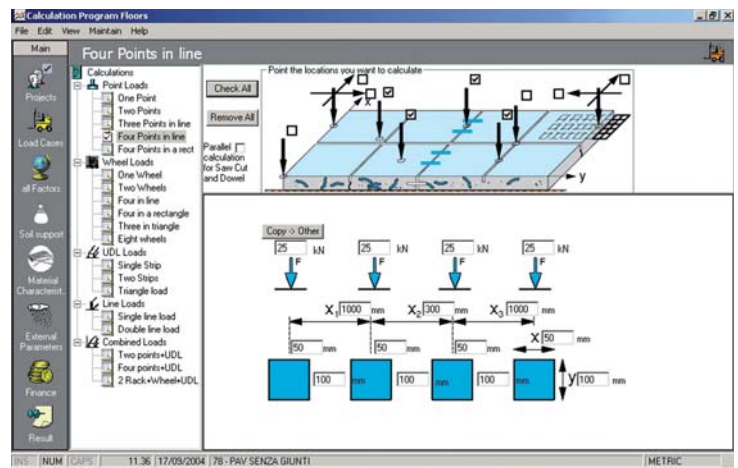 Calculation Program Floors
File Edit View Maintain Help
Main
Four Points in line
Projects
Load Cases
all Factors
Soil support
Material
Characterist.
External
Parameters
Finance
Result
Calculations
Point Loads
One Point
Two Points
Three Points in line
Four Points in line
Four Points in a rect
Wheel Loads
One Wheel
Two Wheels
Four in line
Four in a rectangle
Three in triangle
Eight wheels
UDL Loads
Single Strip
Two Strips
Triangle load
Line Loads
Single line load
Double line load
Combined Loads
Two points+UDL
Four points+UDL
2 Rack+Wheel+UDL
Point the locations you want to calculate
Check All
Remove All
Parallel
calculation
for Saw Cut
and Dowel
x
y
Copy -> Other
25 kN 25 kN 25 kN 25 kN
F F F F
X1 1000 mm X2 300 mm X3 1000 mm
X 50 mm
50 mm 50 mm 50 mm
100 mm 100 mm 100 mm y 100 mm
INS NUM CAPS 11.36 17/09/2004 78 - PAV SENZA GIUNTI METRIC